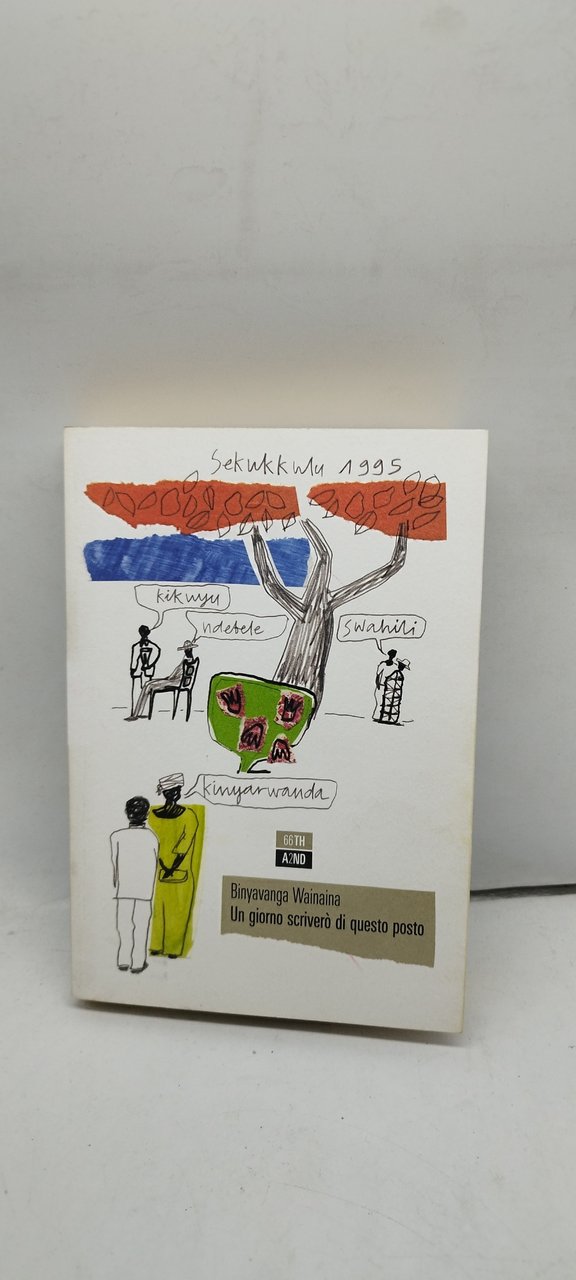 Sekukkulu 1995
kikuyu
ndebele
Swahili
kinyarwanda
66TH
A2ND
Binyavanga Wainaina
Un giorno scriverò di questo posto